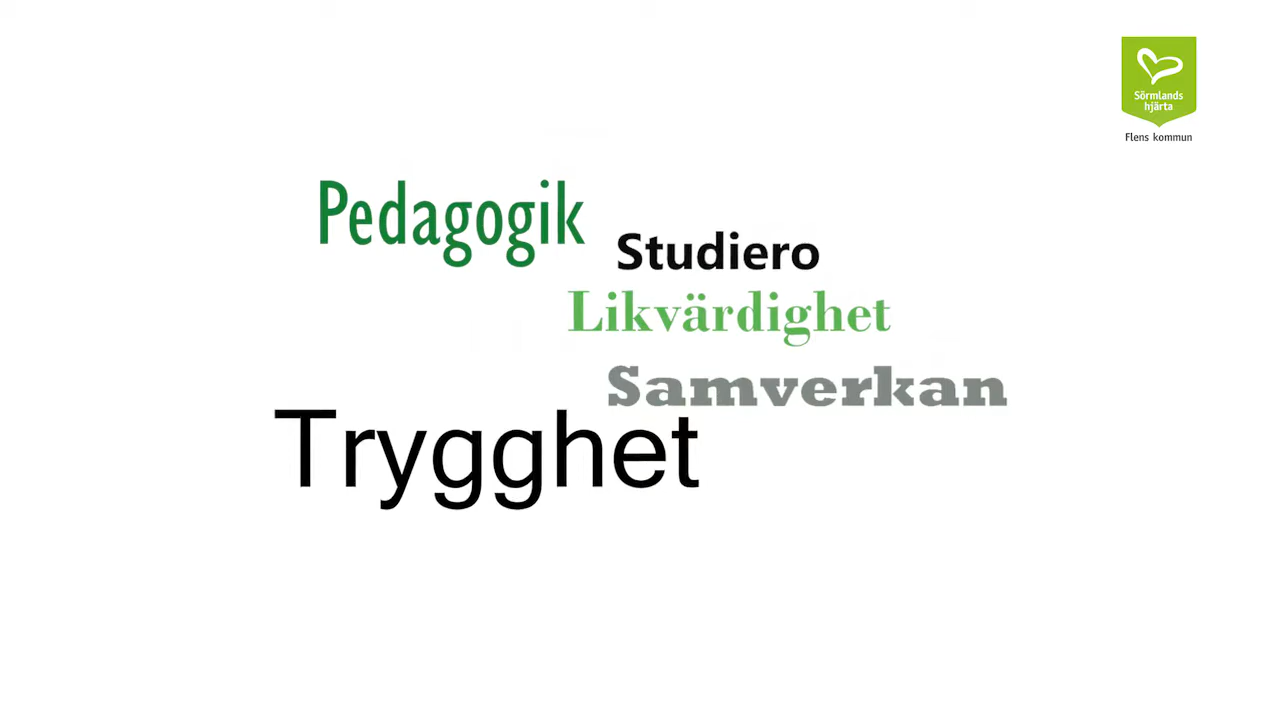 Sörmlands
hjärta
Flens kommun
Pedagogik
Studiero
Likvärdighet
Samverkan
Trygghet